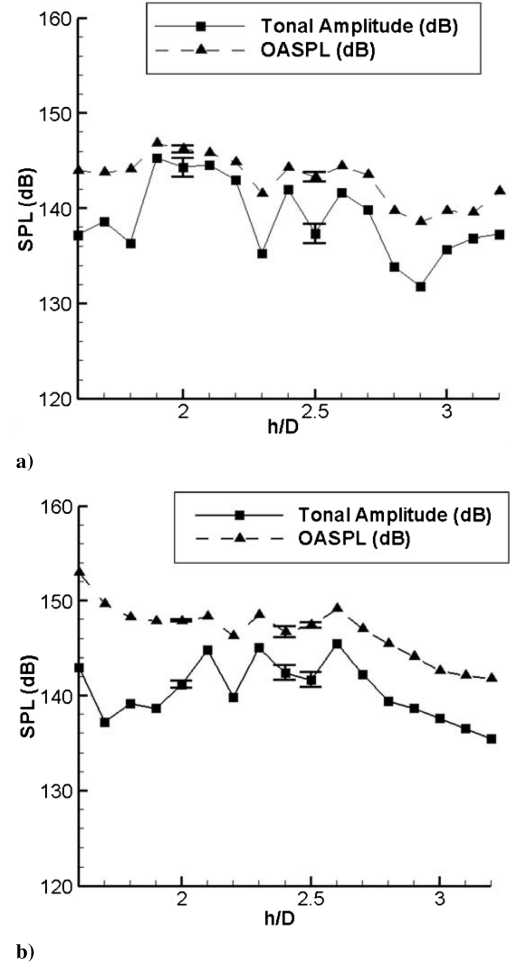 160
Tonal Amplitude (dB)
OASPL (dB)
150
SPL (dB)
140
130
120
2
2.5
3
h/D
a)
160
Tonal Amplitude (dB)
OASPL (dB)
150
SPL (dB)
140
130
120
2
2.5
3
h/D
b)